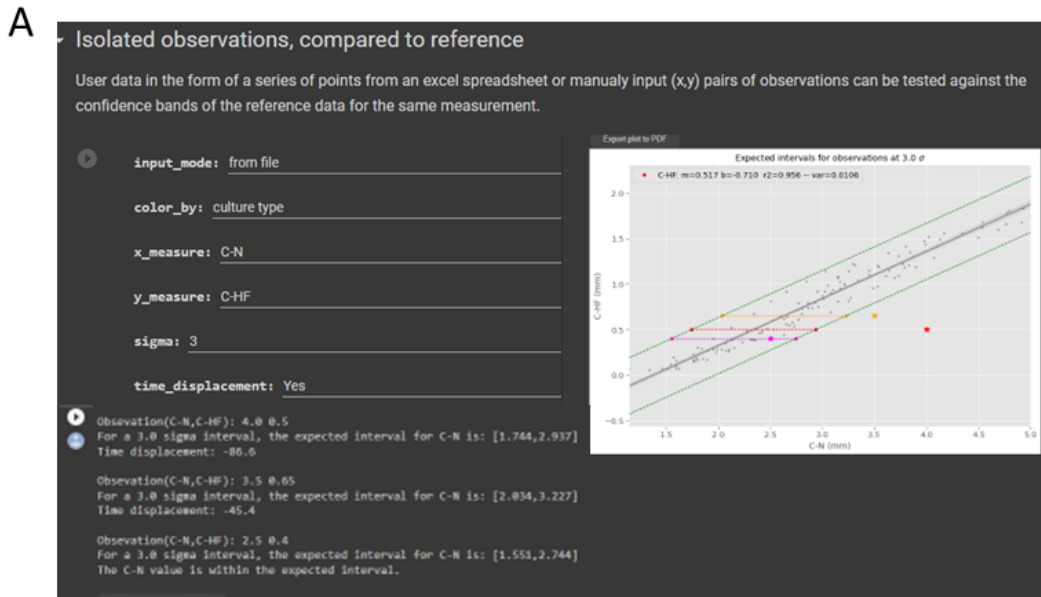 A
Isolated observations, compared to reference
User data in the form of a series of points from an excel spreadsheet or manualy input (x,y) pairs of observations can be tested against the
confidence bands of the reference data for the same measurement.
input_mode: from file
color_by: culture type
x_measure: C-N
y_measure: C-HF
sigma: 3
time_displacement: Yes
Export plot to PDF
Expected intervals for observations at 3.0 σ
C-HF: m=0.517 b=-0.710 r2=0.956 -- var=0.0106
2.0
1.5
1.0
0.5
0.0
-0.5
C-HF (mm)
1.5 2.0 2.5 3.0 3.5 4.0 4.5 5.0
C-N (mm)
Obsevation(C-N,C-HF): 4.0 0.5
For a 3.0 sigma interval, the expected interval for C-N is: [1.744,2.937]
Time displacement: -86.6
Obsevation(C-N,C-HF): 3.5 0.65
For a 3.0 sigma interval, the expected interval for C-N is: [2.034,3.227]
Time displacement: -45.4
Obsevation(C-N,C-HF): 2.5 0.4
For a 3.0 sigma interval, the expected interval for C-N is: [1.551,2.744]
The C-N value is within the expected interval.